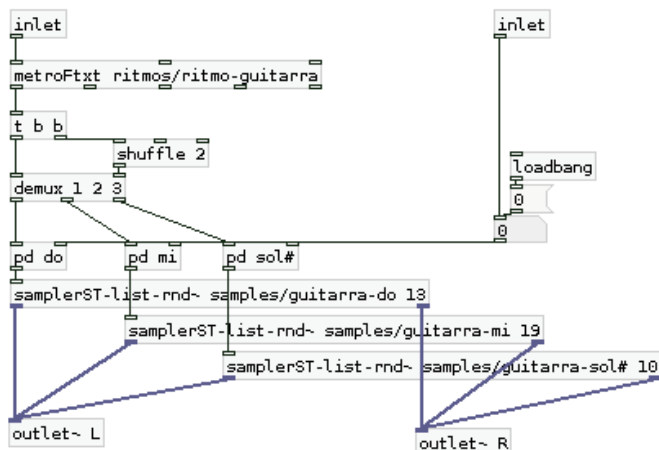 inlet
inlet
metroFtxt ritmos/ritmo-guitarra
t b b
shuffle 2
loadbang
demux 1 2 3
0
0
pd do
pd mi
pd sol#
samplerST-list-rnd~ samples/guitarra-do 13
samplerST-list-rnd~ samples/guitarra-mi 19
samplerST-list-rnd~ samples/guitarra-sol# 10
outlet~ L
outlet~ R